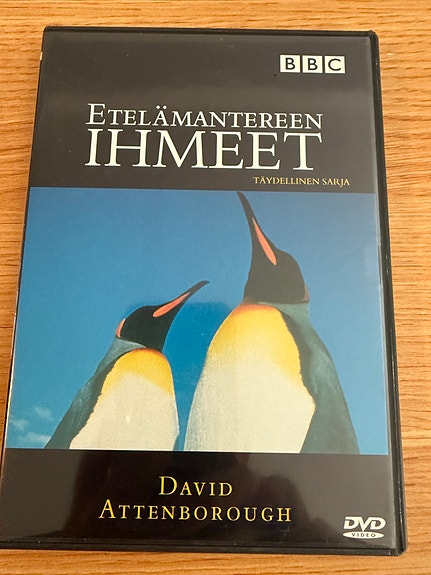 BBC
ETELÄMANTEREEN
IHMEET
TÄYDELLINEN SARJA
DAVID
ATTENBOROUGH
DVD
VIDEO